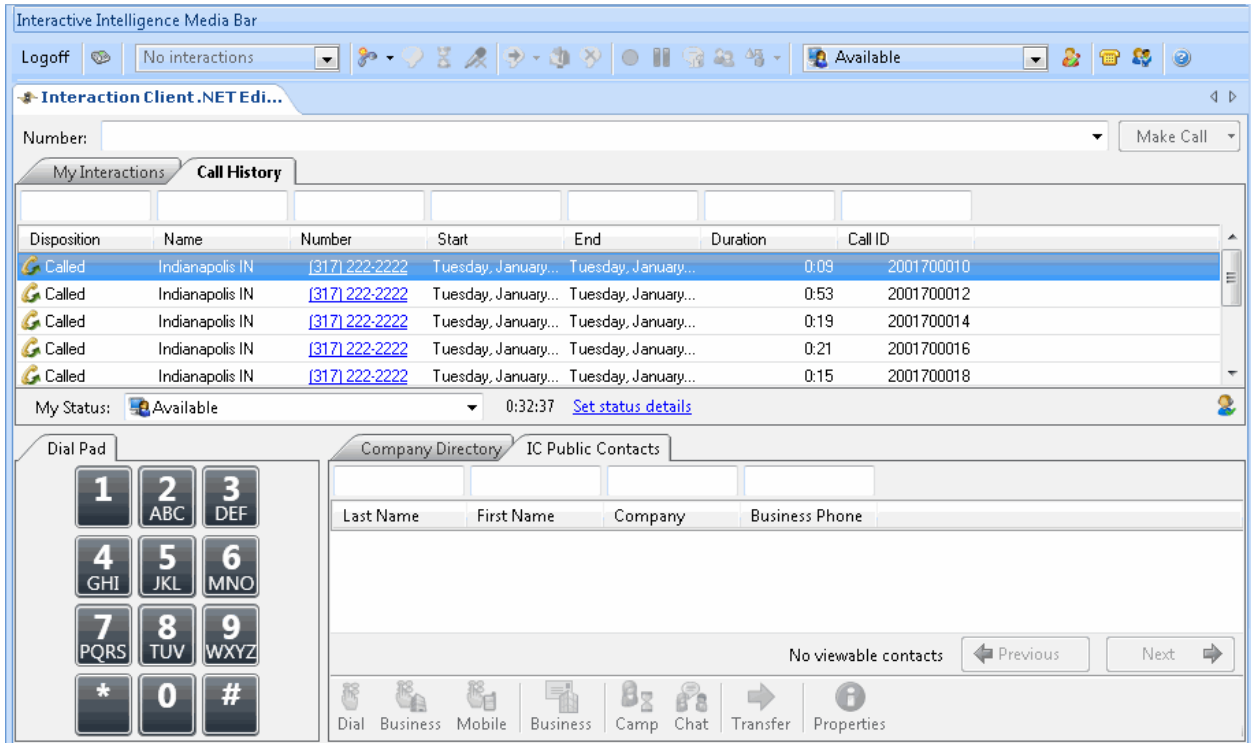 Interactive Intelligence Media Bar
Logoff No interactions Available
Interaction Client .NET Edi...
Number: Make Call
My Interactions Call History
Disposition Name Number Start End Duration Call ID
Called Indianapolis IN (317) 222-2222 Tuesday, January... Tuesday, January... 0:09 2001700010
Called Indianapolis IN (317) 222-2222 Tuesday, January... Tuesday, January... 0:53 2001700012
Called Indianapolis IN (317) 222-2222 Tuesday, January... Tuesday, January... 0:19 2001700014
Called Indianapolis IN (317) 222-2222 Tuesday, January... Tuesday, January... 0:21 2001700016
Called Indianapolis IN (317) 222-2222 Tuesday, January... Tuesday, January... 0:15 2001700018
My Status: Available 0:32:37 Set status details
Dial Pad
1 2 3
ABC DEF
4 5 6
GHI JKL MNO
7 8 9
PQRS TUV WXYZ
* 0 #
Company Directory IC Public Contacts
Last Name First Name Company Business Phone
No viewable contacts Previous Next
Dial Business Mobile Business Camp Chat Transfer Properties